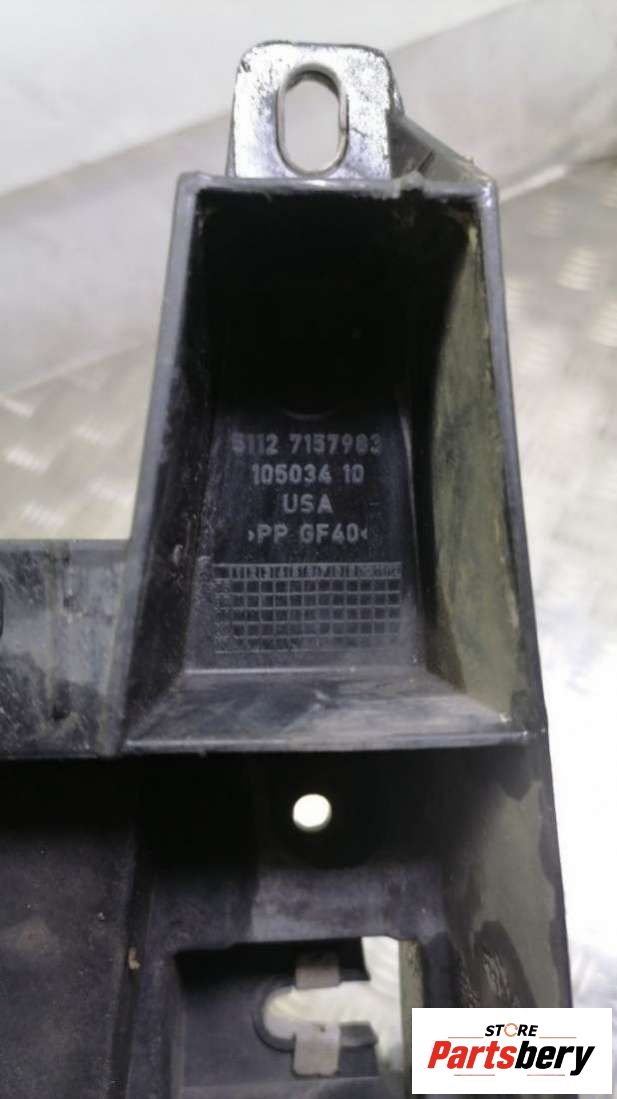 5112 7157983
105034 10
USA
>PP GF40<
STORE
Partsbery